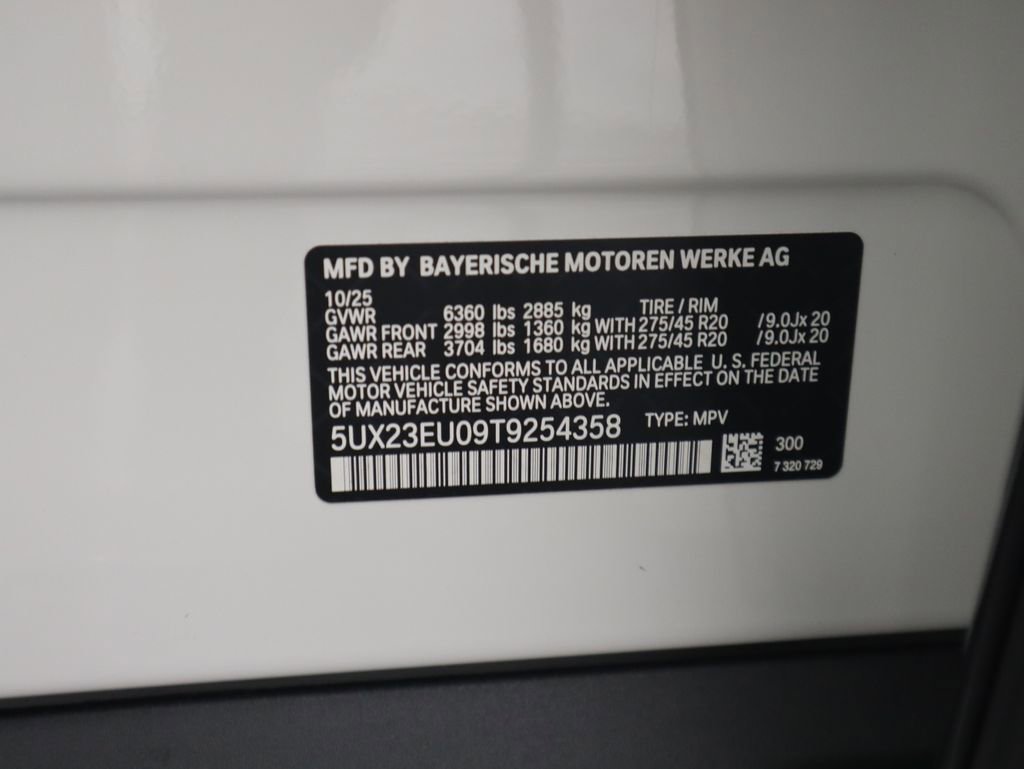 MFD BY BAYERISCHE MOTOREN WERKE AG
10/25
GVWR 6360 lbs 2885 kg TIRE / RIM
GAWR FRONT 2998 lbs 1360 kg WITH 275/45 R20 /9.0Jx 20
GAWR REAR 3704 lbs 1680 kg WITH 275/45 R20 /9.0Jx 20
THIS VEHICLE CONFORMS TO ALL APPLICABLE U. S. FEDERAL
MOTOR VEHICLE SAFETY STANDARDS IN EFFECT ON THE DATE
OF MANUFACTURE SHOWN ABOVE.
5UX23EU09T9254358 TYPE: MPV
300
7 320 729